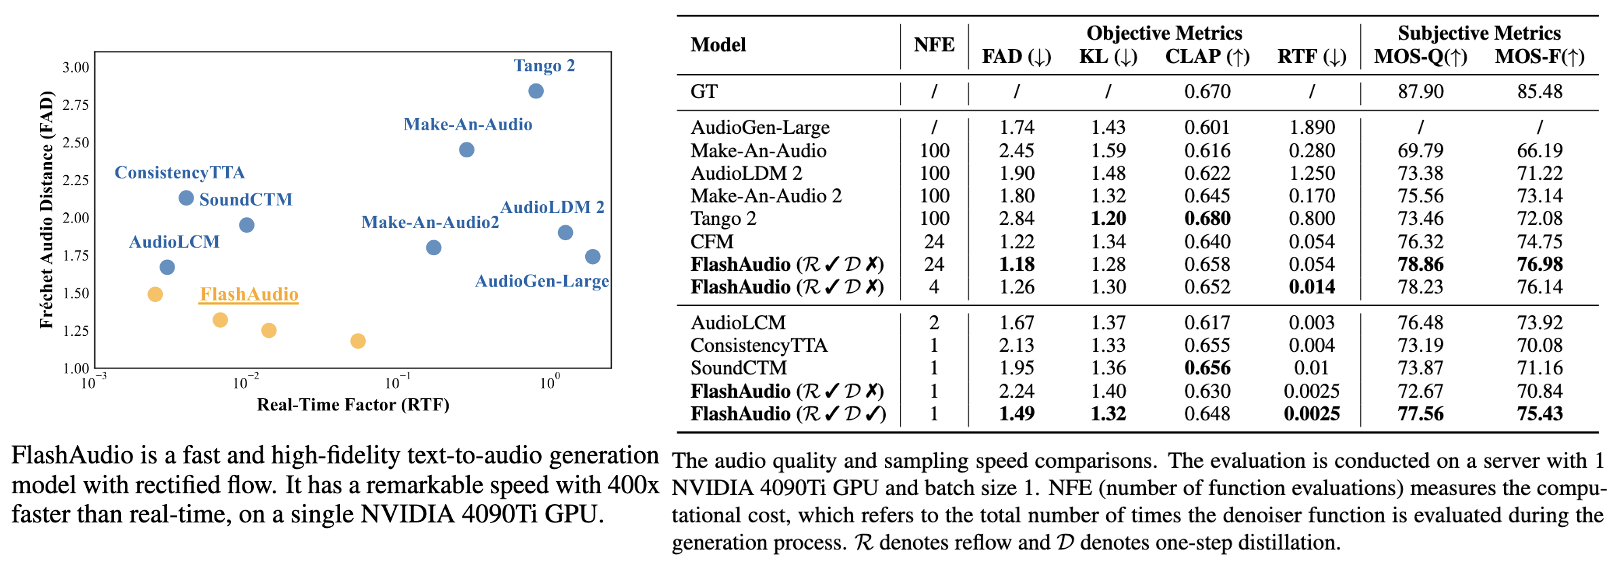 3.00
2.75
2.50
2.25
2.00
1.75
1.50
1.25
1.00
Fréchet Audio Distance (FAD)
Tango 2
Make-An-Audio
ConsistencyTTA
SoundCTM
AudioLDM 2
Make-An-Audio2
AudioLCM
AudioGen-Large
FlashAudio
10⁻³ 10⁻² 10⁻¹ 10⁰
Real-Time Factor (RTF)
FlashAudio is a fast and high-fidelity text-to-audio generation
model with rectified flow. It has a remarkable speed with 400x
faster than real-time, on a single NVIDIA 4090Ti GPU.
Model NFE Objective Metrics Subjective Metrics
FAD (↓) KL (↓) CLAP (↑) RTF (↓) MOS-Q(↑) MOS-F(↑)
GT / / / 0.670 / 87.90 85.48
AudioGen-Large / 1.74 1.43 0.601 1.890 / /
Make-An-Audio 100 2.45 1.59 0.616 0.280 69.79 66.19
AudioLDM 2 100 1.90 1.48 0.622 1.250 73.38 71.22
Make-An-Audio 2 100 1.80 1.32 0.645 0.170 75.56 73.14
Tango 2 100 2.84 1.20 0.680 0.800 73.46 72.08
CFM 24 1.22 1.34 0.640 0.054 76.32 74.75
FlashAudio (ℛ ✓ 𝒟 ✗) 24 1.18 1.28 0.658 0.054 78.86 76.98
FlashAudio (ℛ ✓ 𝒟 ✗) 4 1.26 1.30 0.652 0.014 78.23 76.14
AudioLCM 2 1.67 1.37 0.617 0.003 76.48 73.92
ConsistencyTTA 1 2.13 1.33 0.655 0.004 73.19 70.08
SoundCTM 1 1.95 1.36 0.656 0.01 73.87 71.16
FlashAudio (ℛ ✓ 𝒟 ✗) 1 2.24 1.40 0.630 0.0025 72.67 70.84
FlashAudio (ℛ ✓ 𝒟 ✓) 1 1.49 1.32 0.648 0.0025 77.56 75.43
The audio quality and sampling speed comparisons. The evaluation is conducted on a server with 1
NVIDIA 4090Ti GPU and batch size 1. NFE (number of function evaluations) measures the compu-
tational cost, which refers to the total number of times the denoiser function is evaluated during the
generation process. ℛ denotes reflow and 𝒟 denotes one-step distillation.